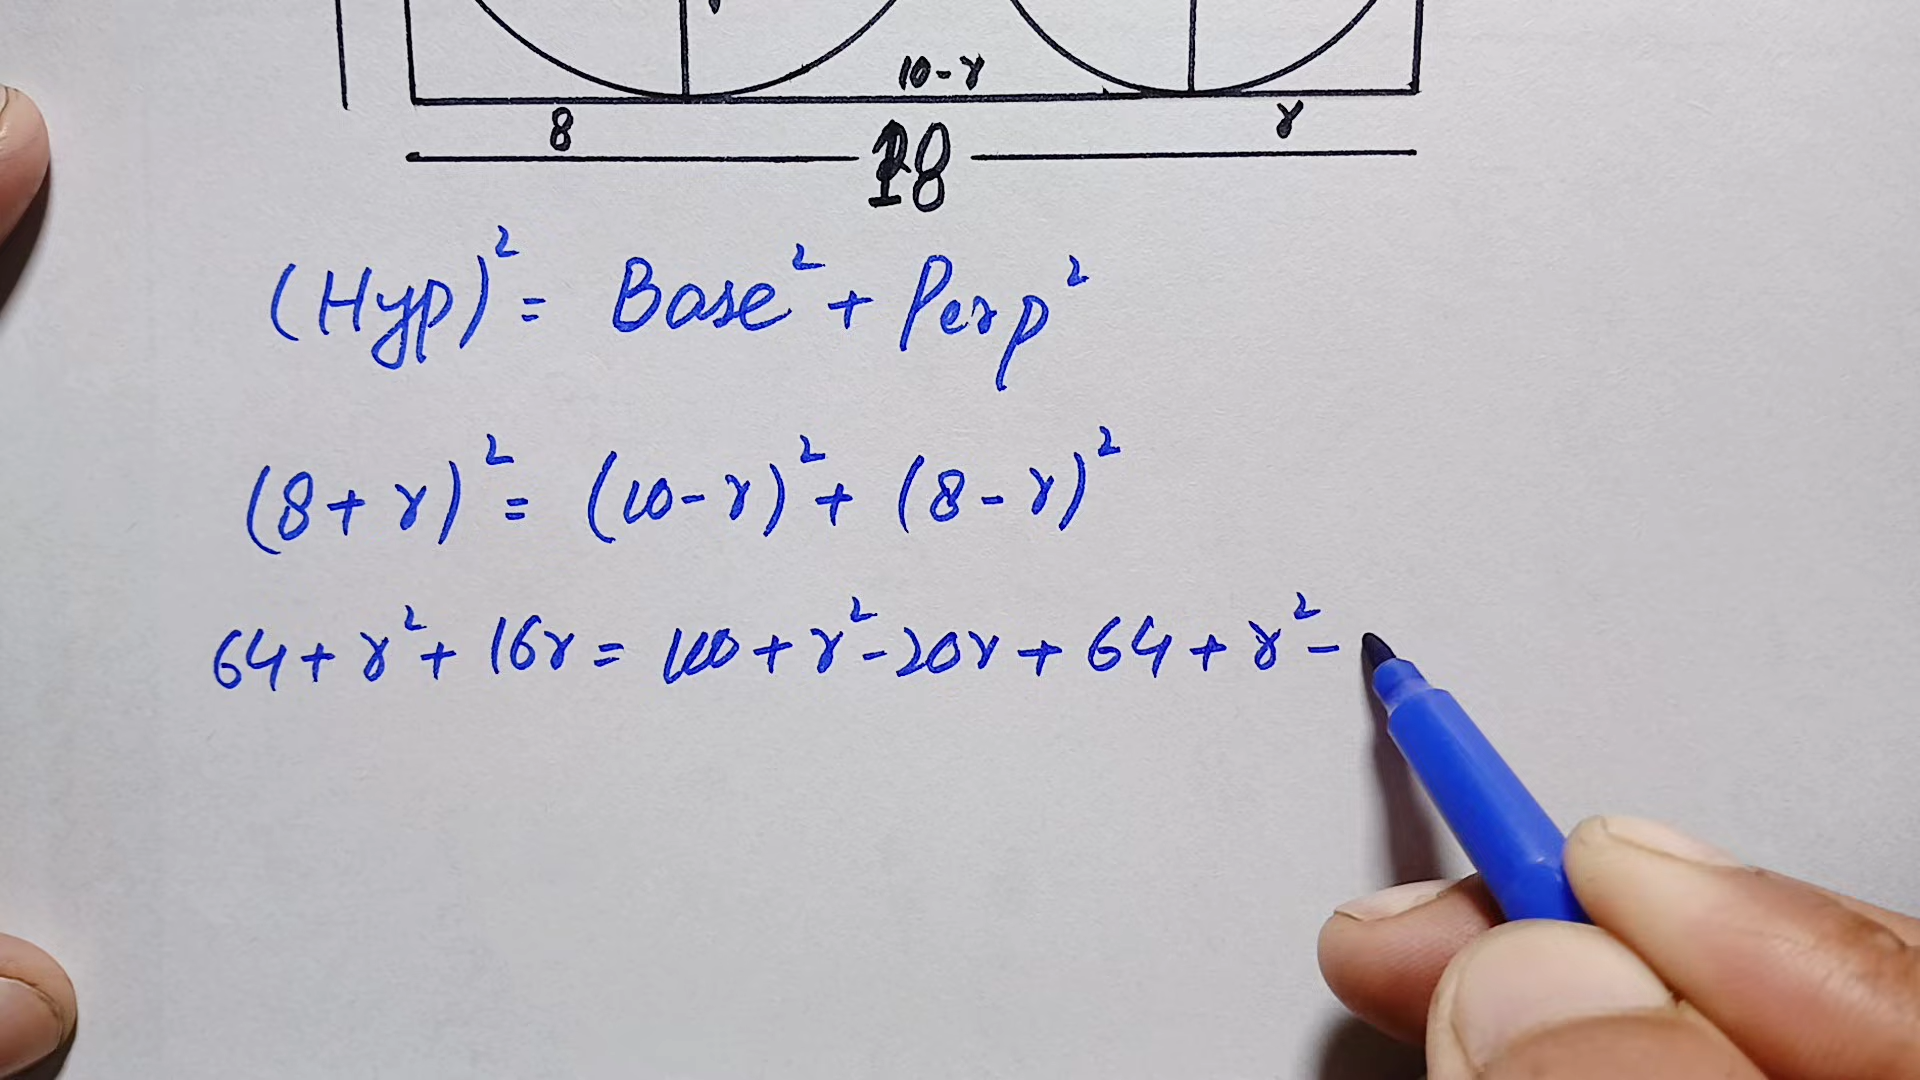 10-r
8 r
18
(Hyp)² = Base² + Perp²
(8+r)² = (10-r)² + (8-r)²
64 + r² + 16r = 100 + r² - 20r + 64 + r² -